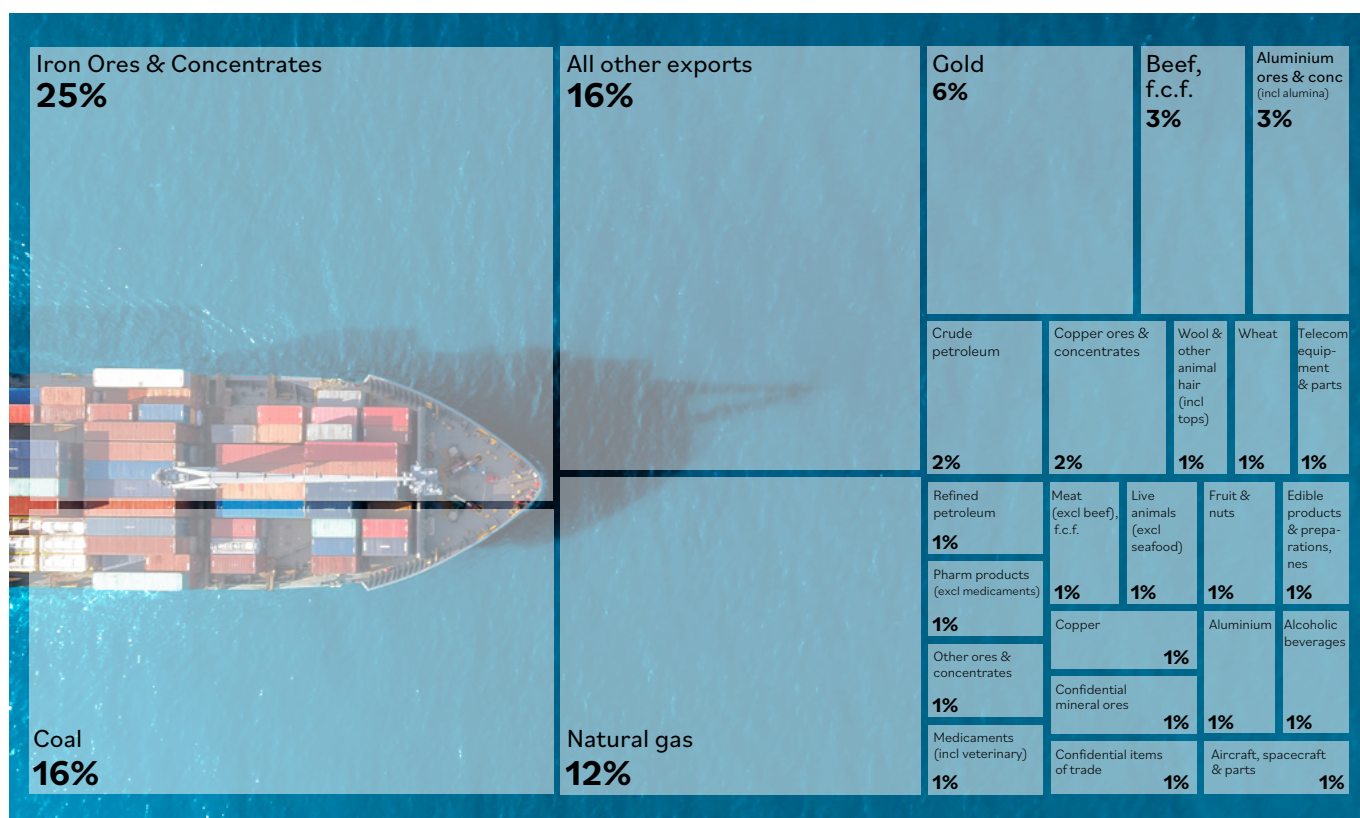 Iron Ores & Concentrates
25%
All other exports
16%
Gold
6%
Beef,
f.c.f.
3%
Aluminium
ores & conc
(incl alumina)
3%
Coal
16%
Natural gas
12%
Crude
petroleum
2%
Copper ores &
concentrates
2%
Wool &
other
animal
hair
(incl
tops)
1%
Wheat
1%
Telecom
equip-
ment
& parts
1%
Refined
petroleum
1%
Pharm products
(excl medicaments)
1%
Other ores &
concentrates
1%
Medicaments
(incl veterinary)
1%
Meat
(excl beef),
f.c.f.
1%
Live
animals
(excl
seafood)
1%
Fruit &
nuts
1%
Edible
products
& prepa-
rations,
nes
1%
Copper
1%
Confidential
mineral ores
1%
Confidential items
of trade
1%
Aluminium
1%
Alcoholic
beverages
1%
Aircraft, spacecraft
& parts
1%